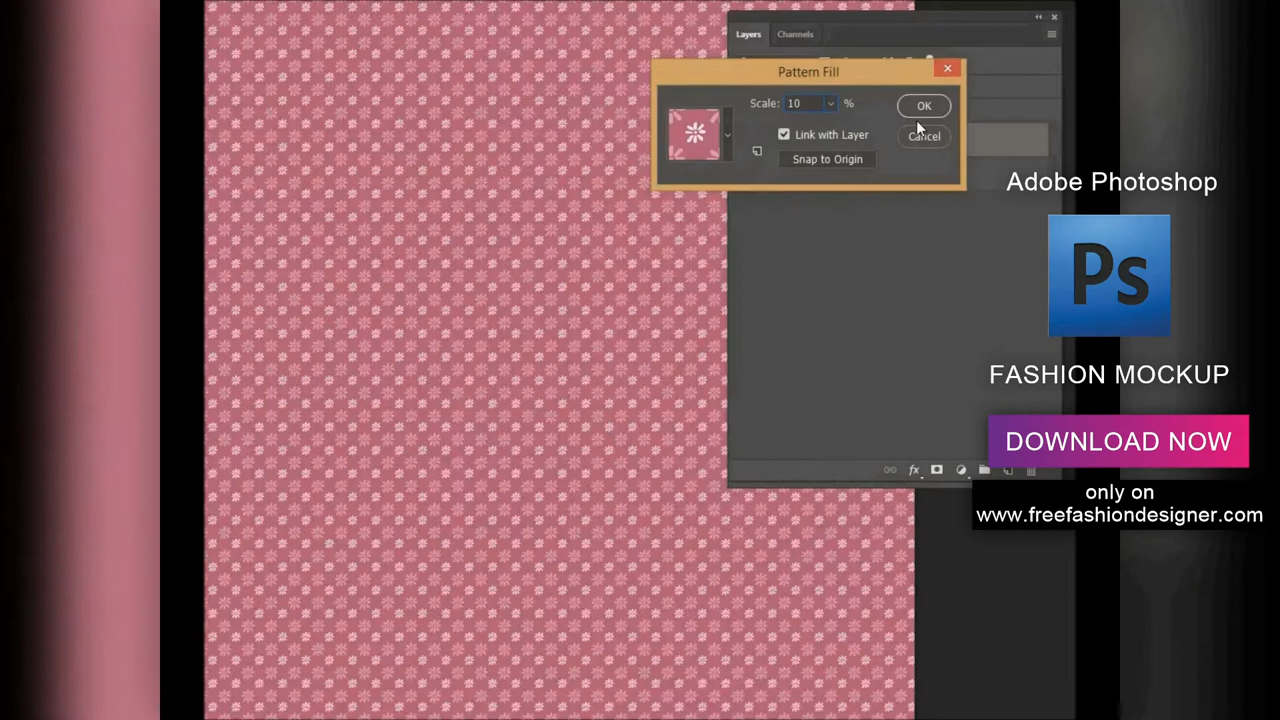 Layers
Channels
Pattern Fill
Scale: 10 %
OK
Link with Layer
Cancel
Snap to Origin
fx
Adobe Photoshop
Ps
FASHION MOCKUP
DOWNLOAD NOW
only on
www.freefashiondesigner.com